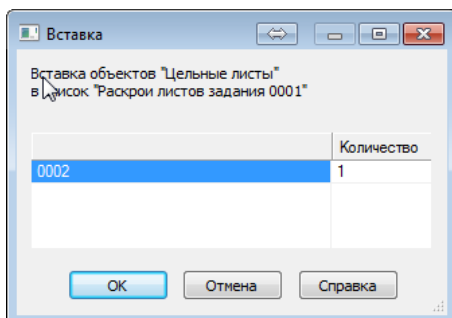 Вставка
Вставка объектов "Цельные листы"
в список "Раскрои листов задания 0001"
Количество
0002 1
OK Отмена Справка